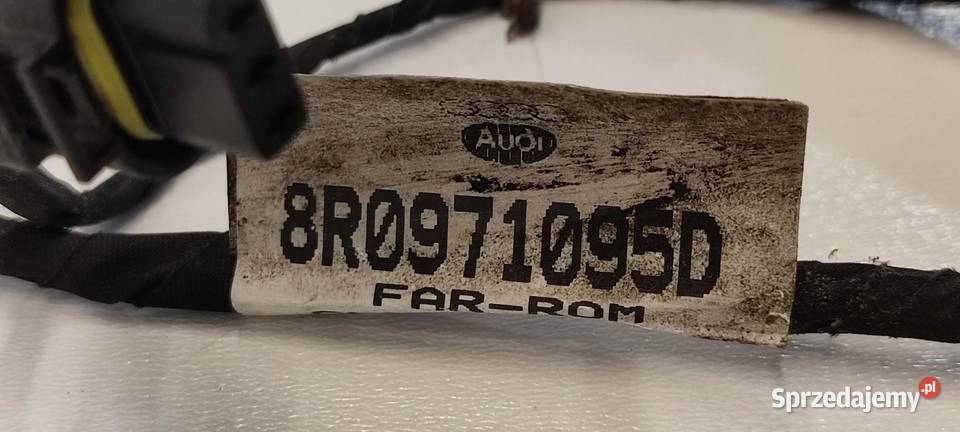 AUDI
8R0971095D
FAR-ROM
Sprzedajemy.pl